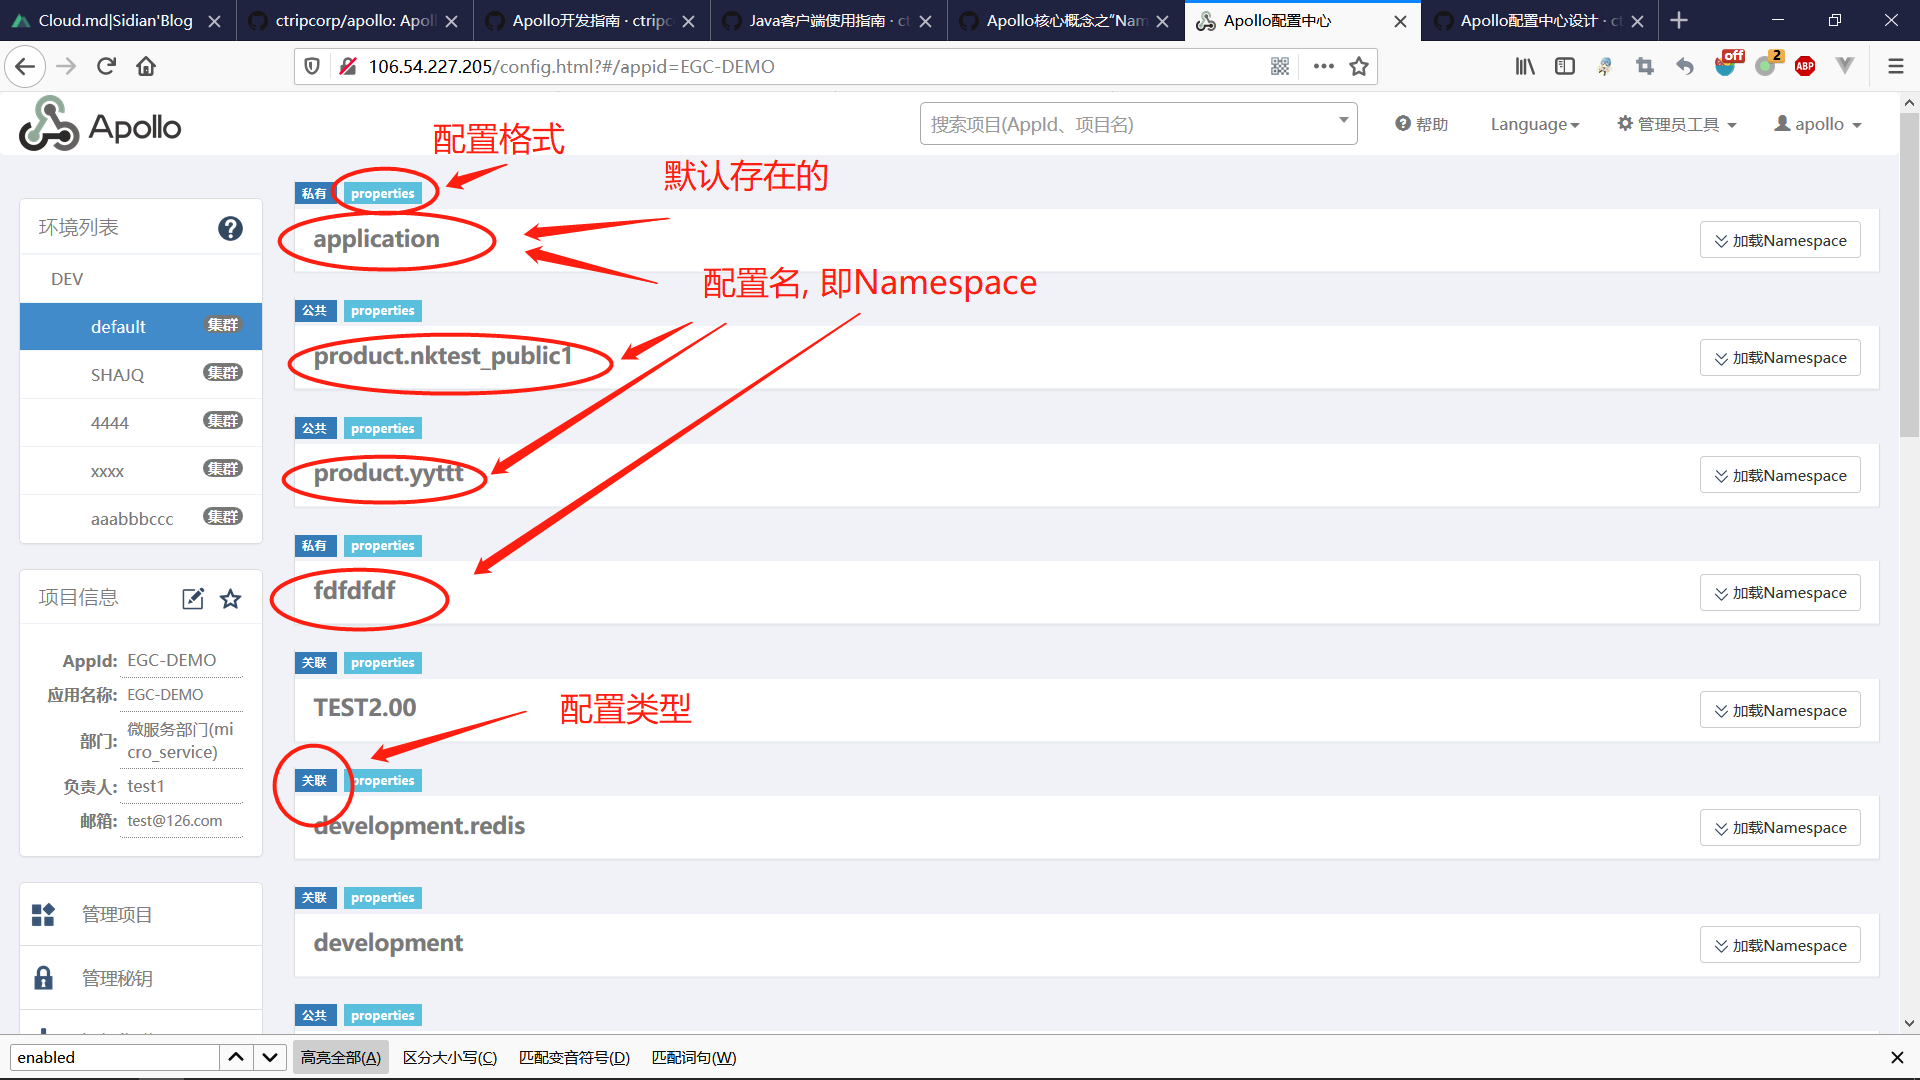 Cloud.md|Sidian'Blog
ctripcorp/apollo: Apoll
Apollo开发指南 · ctripc
Java客户端使用指南 · ct
Apollo核心概念之“Nam
Apollo配置中心
Apollo配置中心设计 · ct
106.54.227.205/config.html?#/appid=EGC-DEMO
off
2
ABP
Apollo
搜索项目(AppId、项目名)
帮助
Language
管理员工具
apollo
配置格式
默认存在的
配置名, 即Namespace
配置类型
环境列表
DEV
default 集群
SHAJQ 集群
4444 集群
xxxx 集群
aaabbbccc 集群
项目信息
AppId: EGC-DEMO
应用名称: EGC-DEMO
部门: 微服务部门(mi
cro_service)
负责人: test1
邮箱: test@126.com
管理项目
管理秘钥
私有 properties
application
加载Namespace
公共 properties
product.nktest_public1
加载Namespace
公共 properties
product.yyttt
加载Namespace
私有 properties
fdfdfdf
加载Namespace
关联 properties
TEST2.00
加载Namespace
关联 properties
development.redis
加载Namespace
关联 properties
development
加载Namespace
公共 properties
enabled
高亮全部(A)
区分大小写(C)
匹配变音符号(D)
匹配词句(W)